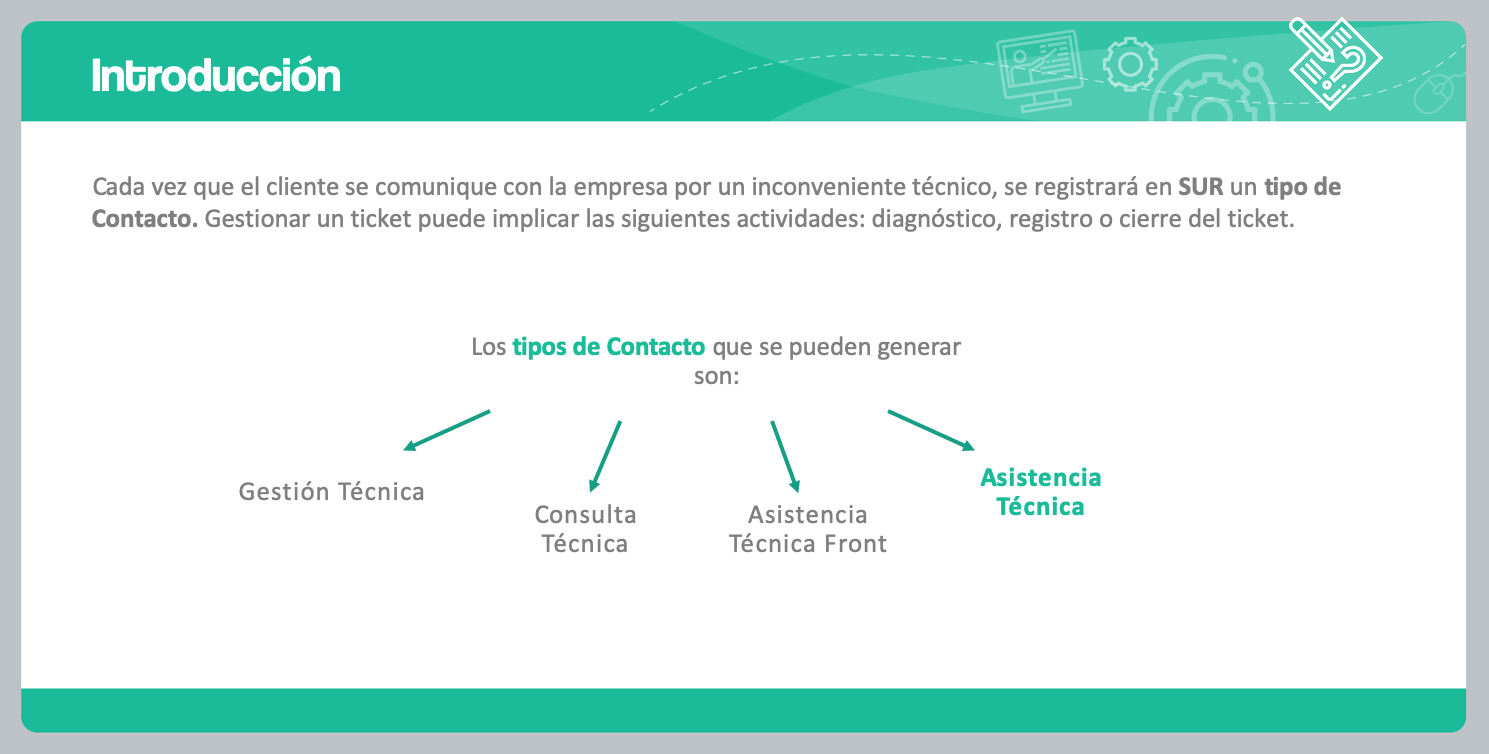 Introducción
Cada vez que el cliente se comunique con la empresa por un inconveniente técnico, se registrará en SUR un tipo de
Contacto. Gestionar un ticket puede implicar las siguientes actividades: diagnóstico, registro o cierre del ticket.
Los tipos de Contacto que se pueden generar
son:
Gestión Técnica
Consulta
Técnica
Asistencia
Técnica Front
Asistencia
Técnica